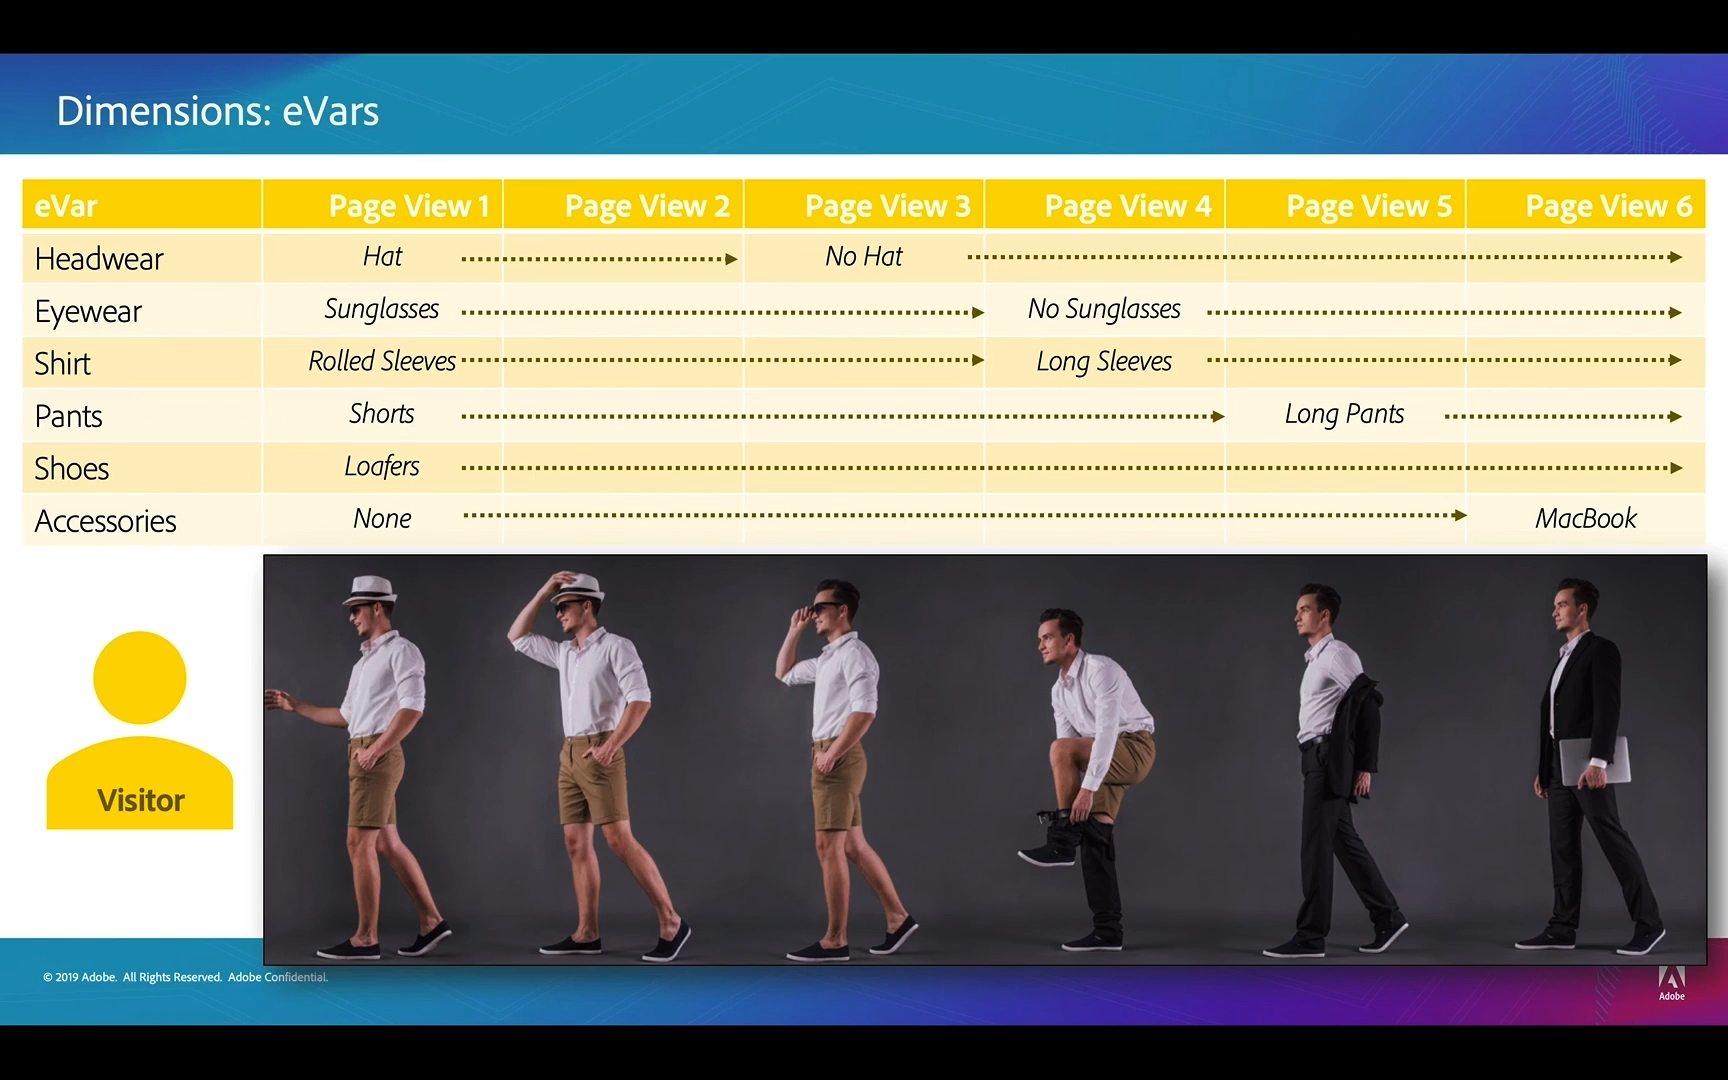 Dimensions: eVars
eVar Page View 1 Page View 2 Page View 3 Page View 4 Page View 5 Page View 6
Headwear Hat No Hat
Eyewear Sunglasses No Sunglasses
Shirt Rolled Sleeves Long Sleeves
Pants Shorts Long Pants
Shoes Loafers
Accessories None MacBook
Visitor
© 2019 Adobe. All Rights Reserved. Adobe Confidential.
Adobe